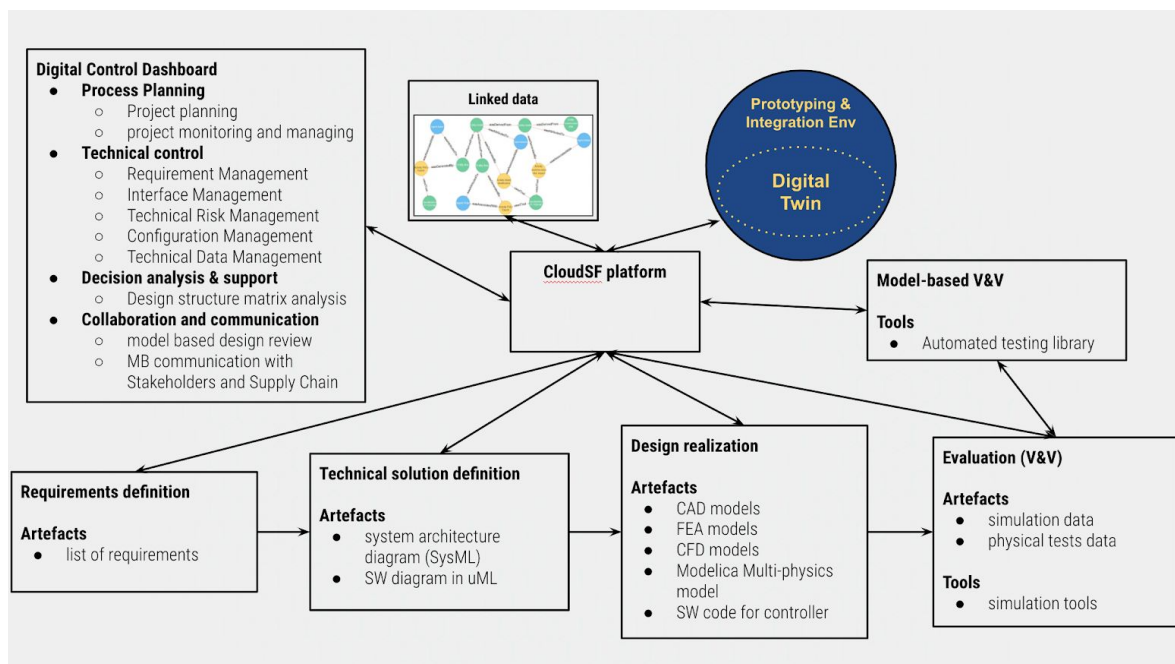 Digital Control Dashboard
● Process Planning
○ Project planning
○ project monitoring and managing
● Technical control
○ Requirement Management
○ Interface Management
○ Technical Risk Management
○ Configuration Management
○ Technical Data Management
● Decision analysis & support
○ Design structure matrix analysis
● Collaboration and communication
○ model based design review
○ MB communication with
Stakeholders and Supply Chain
Linked data
Prototyping &
Integration Env
Digital
Twin
CloudSF platform
Model-based V&V
Tools
● Automated testing library
Requirements definition
Artefacts
● list of requirements
Technical solution definition
Artefacts
● system architecture
diagram (SysML)
● SW diagram in uML
Design realization
Artefacts
● CAD models
● FEA models
● CFD models
● Modelica Multi-physics
model
● SW code for controller
Evaluation (V&V)
Artefacts
● simulation data
● physical tests data
Tools
● simulation tools